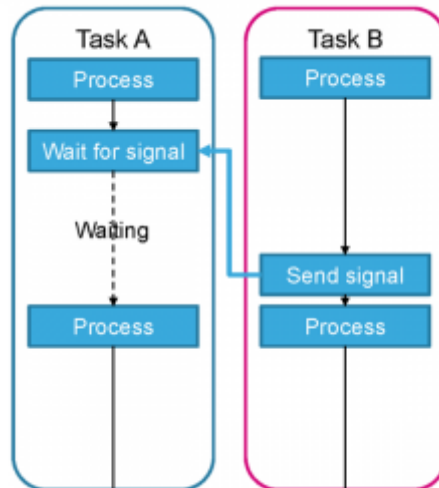 Task A
Process
Wait for signal
Waiting
Process
Task B
Process
Send signal
Process